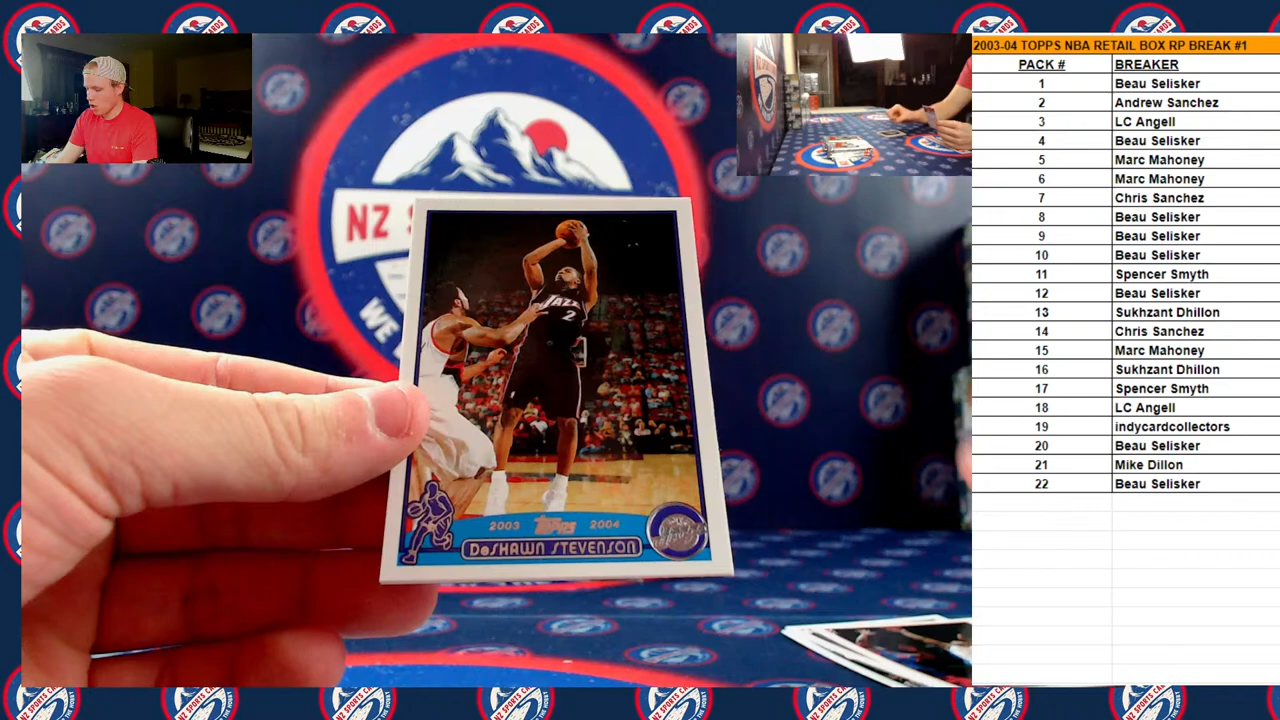 2003-04 TOPPS NBA RETAIL BOX RP BREAK #1
PACK # BREAKER
1 Beau Selisker
2 Andrew Sanchez
3 LC Angell
4 Beau Selisker
5 Marc Mahoney
6 Marc Mahoney
7 Chris Sanchez
8 Beau Selisker
9 Beau Selisker
10 Beau Selisker
11 Spencer Smyth
12 Beau Selisker
13 Sukhzant Dhillon
14 Chris Sanchez
15 Marc Mahoney
16 Sukhzant Dhillon
17 Spencer Smyth
18 LC Angell
19 indycardcollectors
20 Beau Selisker
21 Mike Dillon
22 Beau Selisker
NZ
WE
2
2003 TOPPS 2004
DeSHAWN STEVENSON